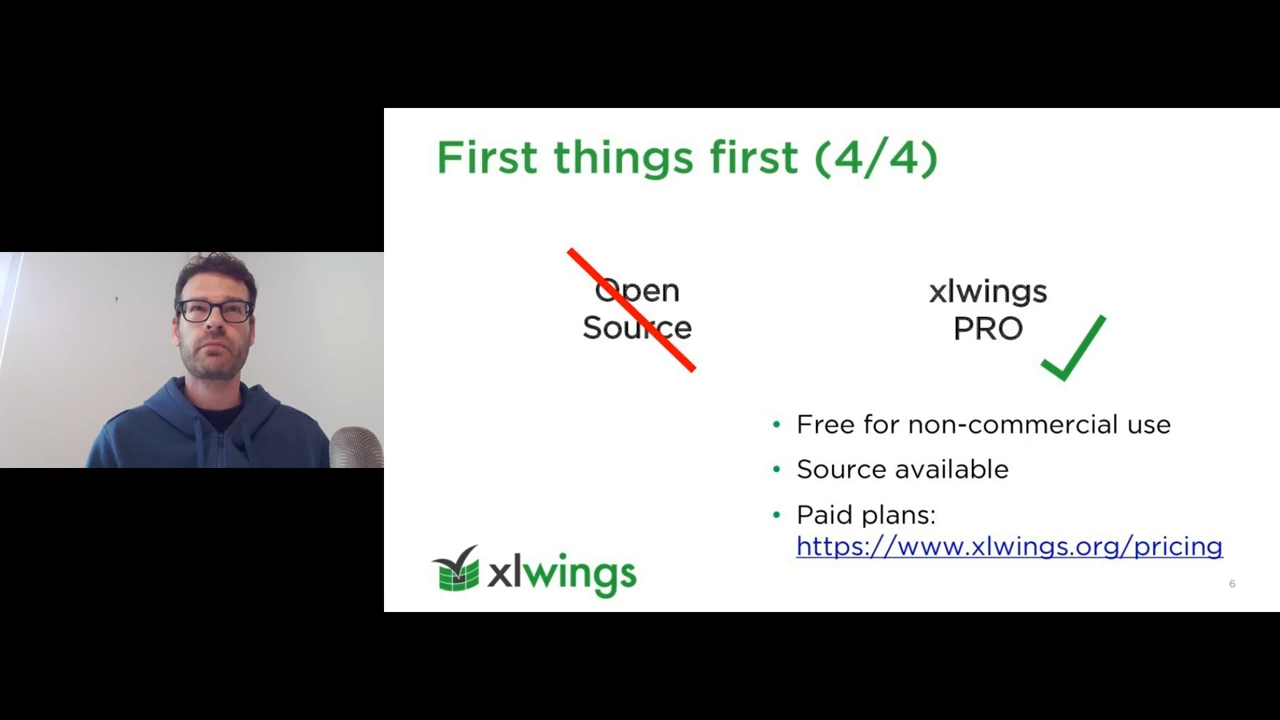 First things first (4/4)
Open
Source
xlwings
PRO
• Free for non-commercial use
• Source available
• Paid plans:
https://www.xlwings.org/pricing
xlwings
6